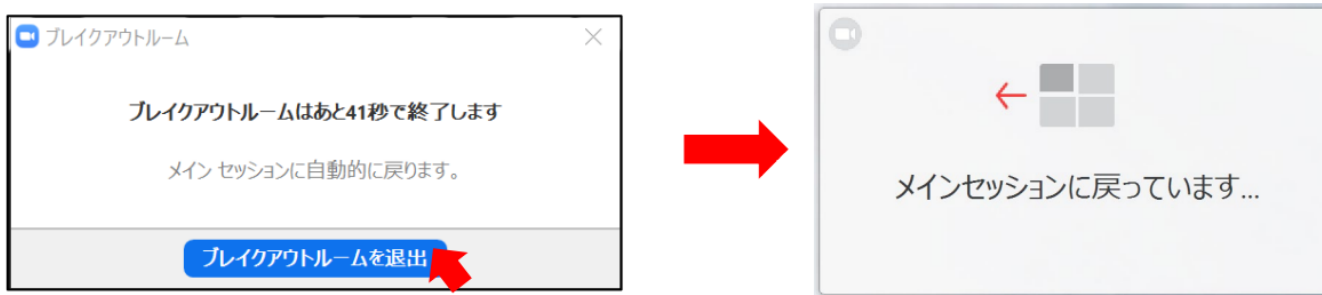 ブレイクアウトルーム
ブレイクアウトルームはあと41秒で終了します
メイン セッションに自動的に戻ります。
ブレイクアウトルームを退出
メインセッションに戻っています...